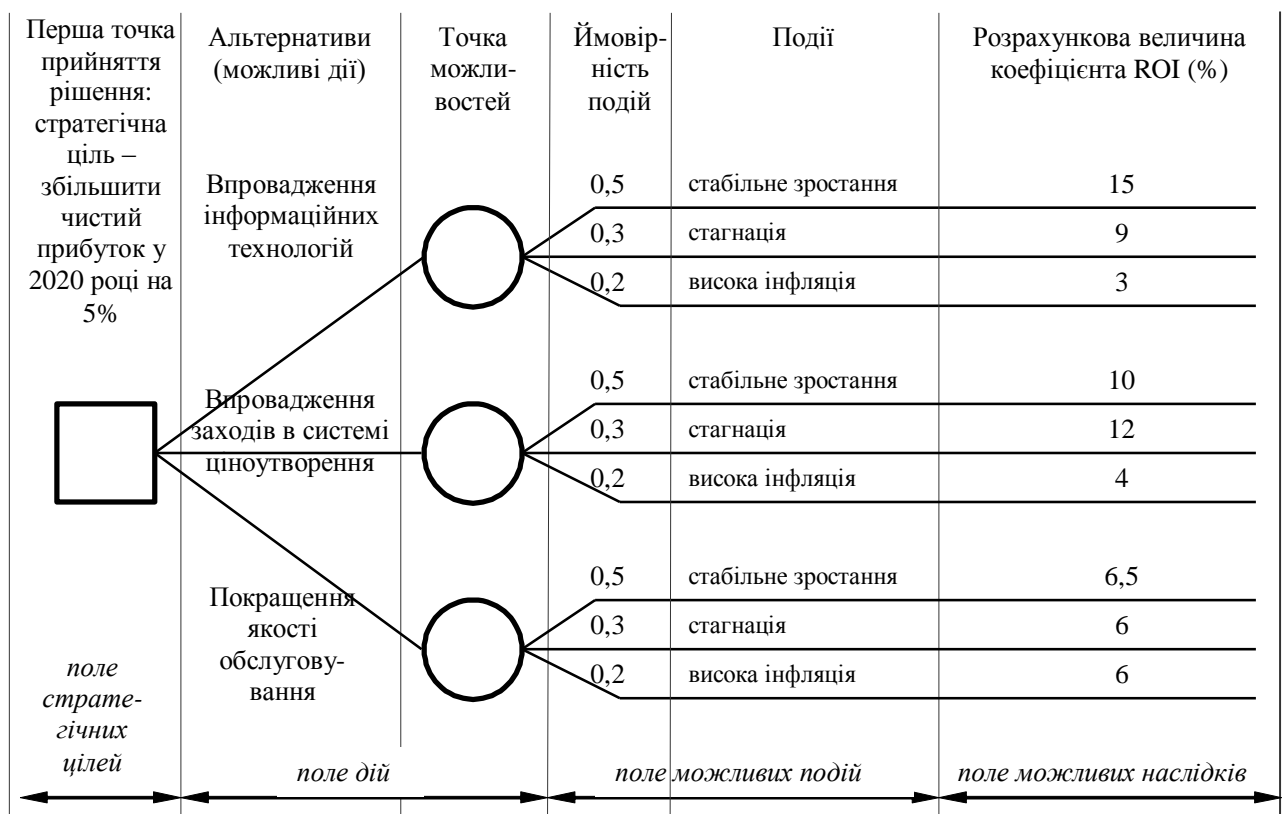 Перша точка
прийняття
рішення:
стратегічна
ціль –
збільшити
чистий
прибуток у
2020 році на
5%
Альтернативи
(можливі дії)
Точка
можли-
востей
Ймовір-
ність
подій
Події
Розрахункова величина
коефіцієнта ROI (%)
Впровадження
інформаційних
технологій
0,5 стабільне зростання 15
0,3 стагнація 9
0,2 висока інфляція 3
Впровадження
заходів в системі
ціноутворення
0,5 стабільне зростання 10
0,3 стагнація 12
0,2 висока інфляція 4
Покращення
якості
обслугову-
вання
0,5 стабільне зростання 6,5
0,3 стагнація 6
0,2 висока інфляція 6
поле
страте-
гічних
цілей
поле дій
поле можливих подій
поле можливих наслідків